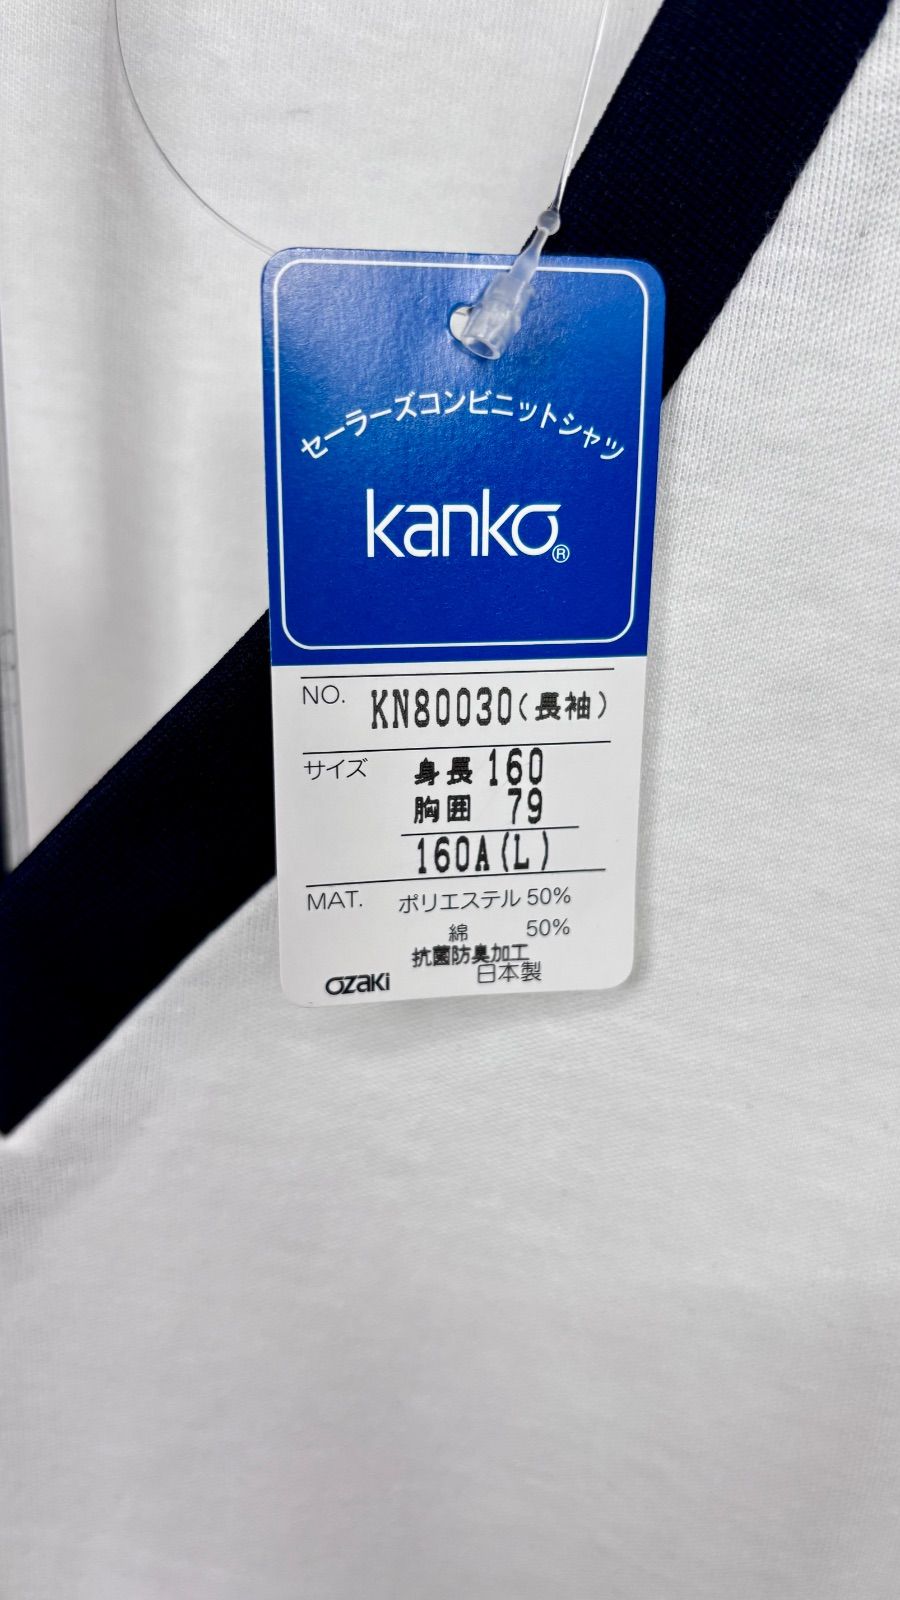 セーラーズコンビニットシャツ
kanko®
NO. KN80030(長袖)
サイズ 身長 160
胸囲 79
160A(L)
MAT. ポリエステル 50%
綿 50%
抗菌防臭加工
OZAKI 日本製